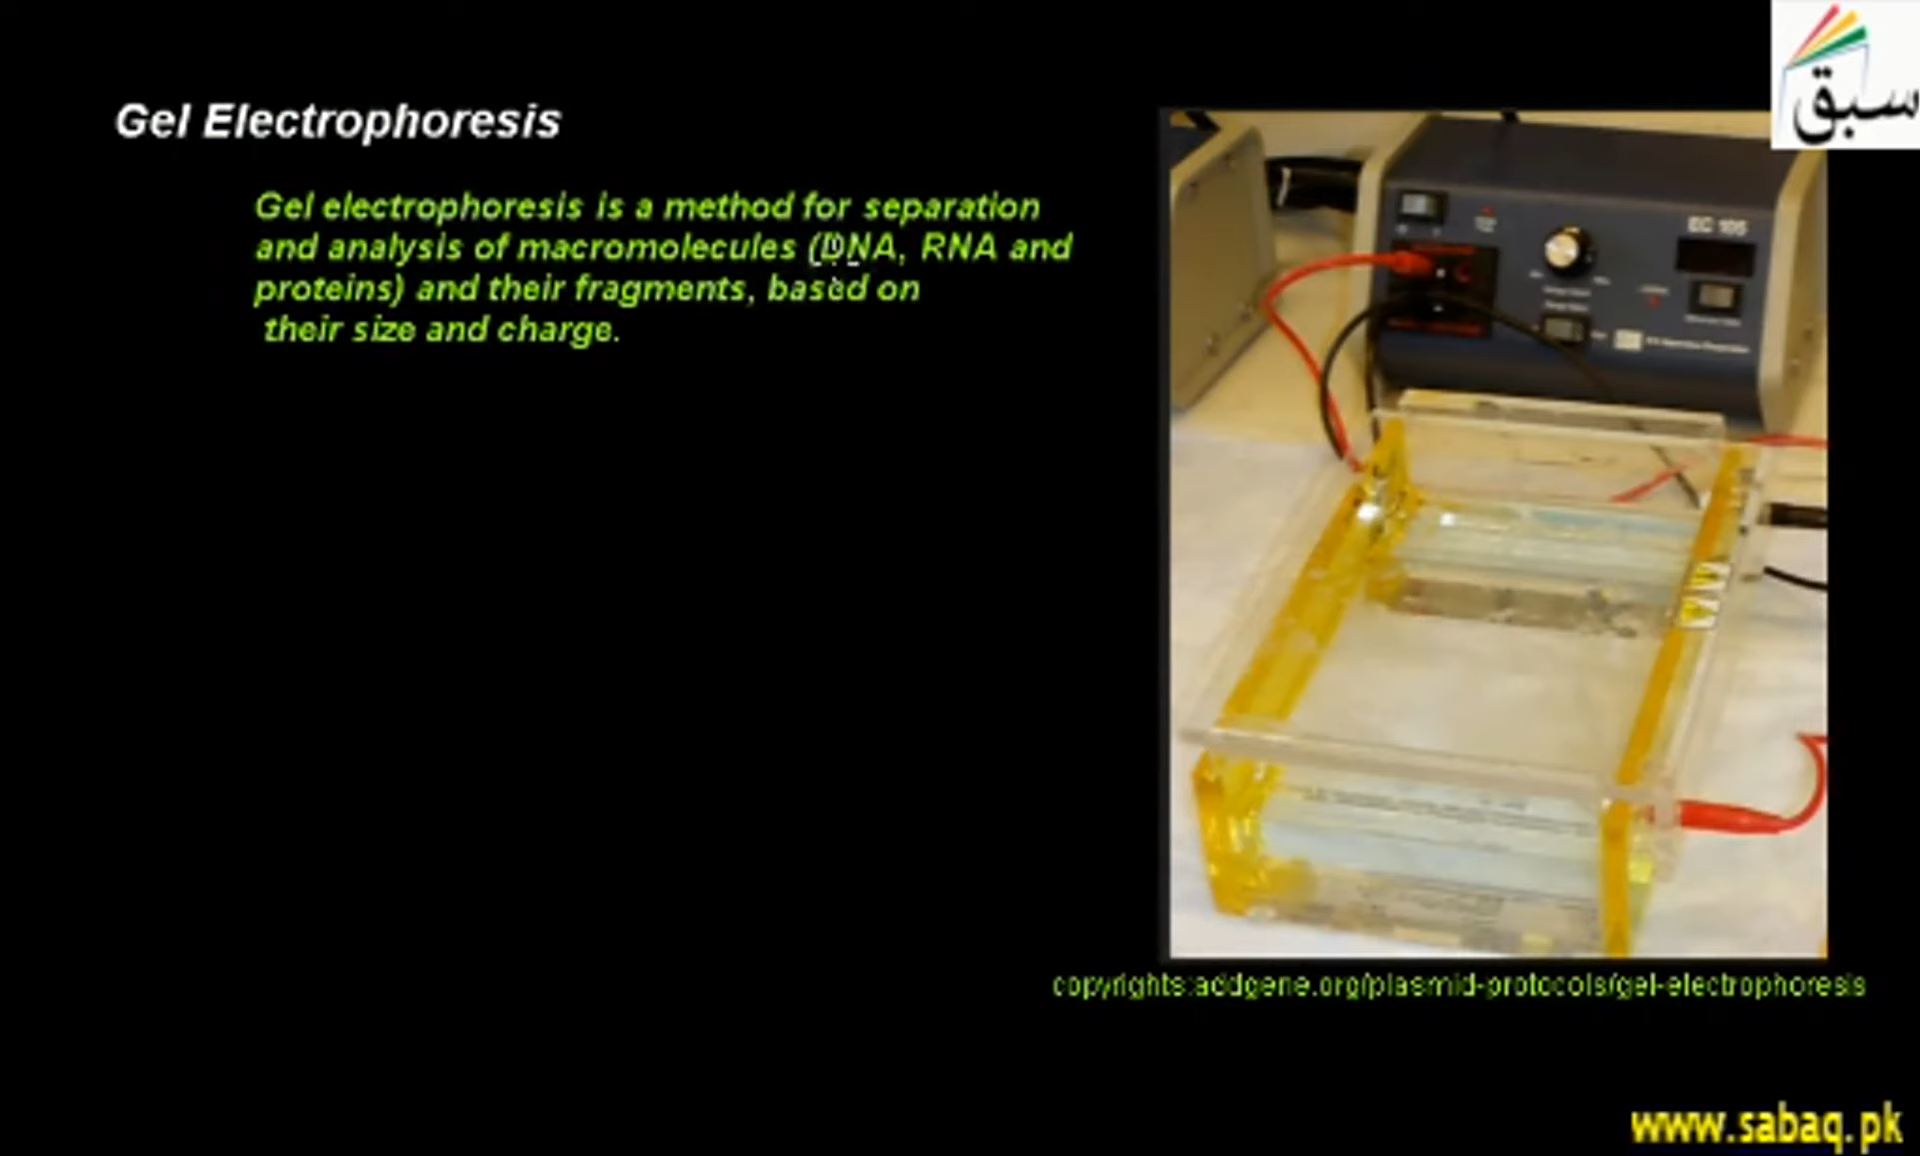 سبق
Gel Electrophoresis
Gel electrophoresis is a method for separation
and analysis of macromolecules (DNA, RNA and
proteins) and their fragments, based on
their size and charge.
EC 105
copyrights:addgene.org/plasmid-protocols/gel-electrophoresis
www.sabaq.pk